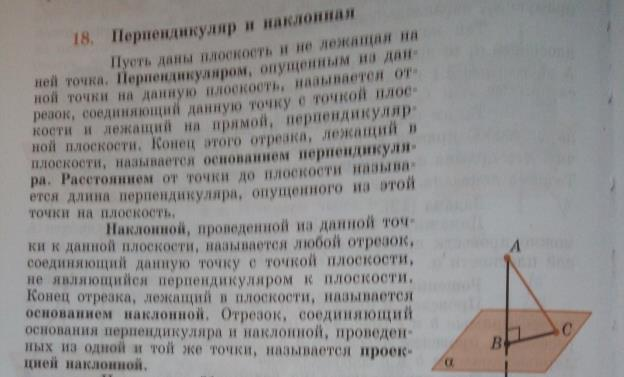 18. Перпендикуляр и наклонная
Пусть даны плоскость и не лежащая на
ней точка. Перпендикуляром, опущенным из дан-
ной точки на данную плоскость, называется от-
резок, соединяющий данную точку с точкой плос-
кости и лежащий на прямой, перпендикуляр-
ной плоскости. Конец этого отрезка, лежащий в
плоскости, называется основанием перпендикуля-
ра. Расстоянием от точки до плоскости называ-
ется длина перпендикуляра, опущенного из этой
точки на плоскость.
Наклонной, проведенной из данной точ-
ки к данной плоскости, называется любой отрезок,
соединяющий данную точку с точкой плоскости,
не являющийся перпендикуляром к плоскости.
Конец отрезка, лежащий в плоскости, называется
основанием наклонной. Отрезок, соединяющий
основания перпендикуляра и наклонной, проведен-
ных из одной и той же точки, называется проек-
цией наклонной.
A
B
C
α